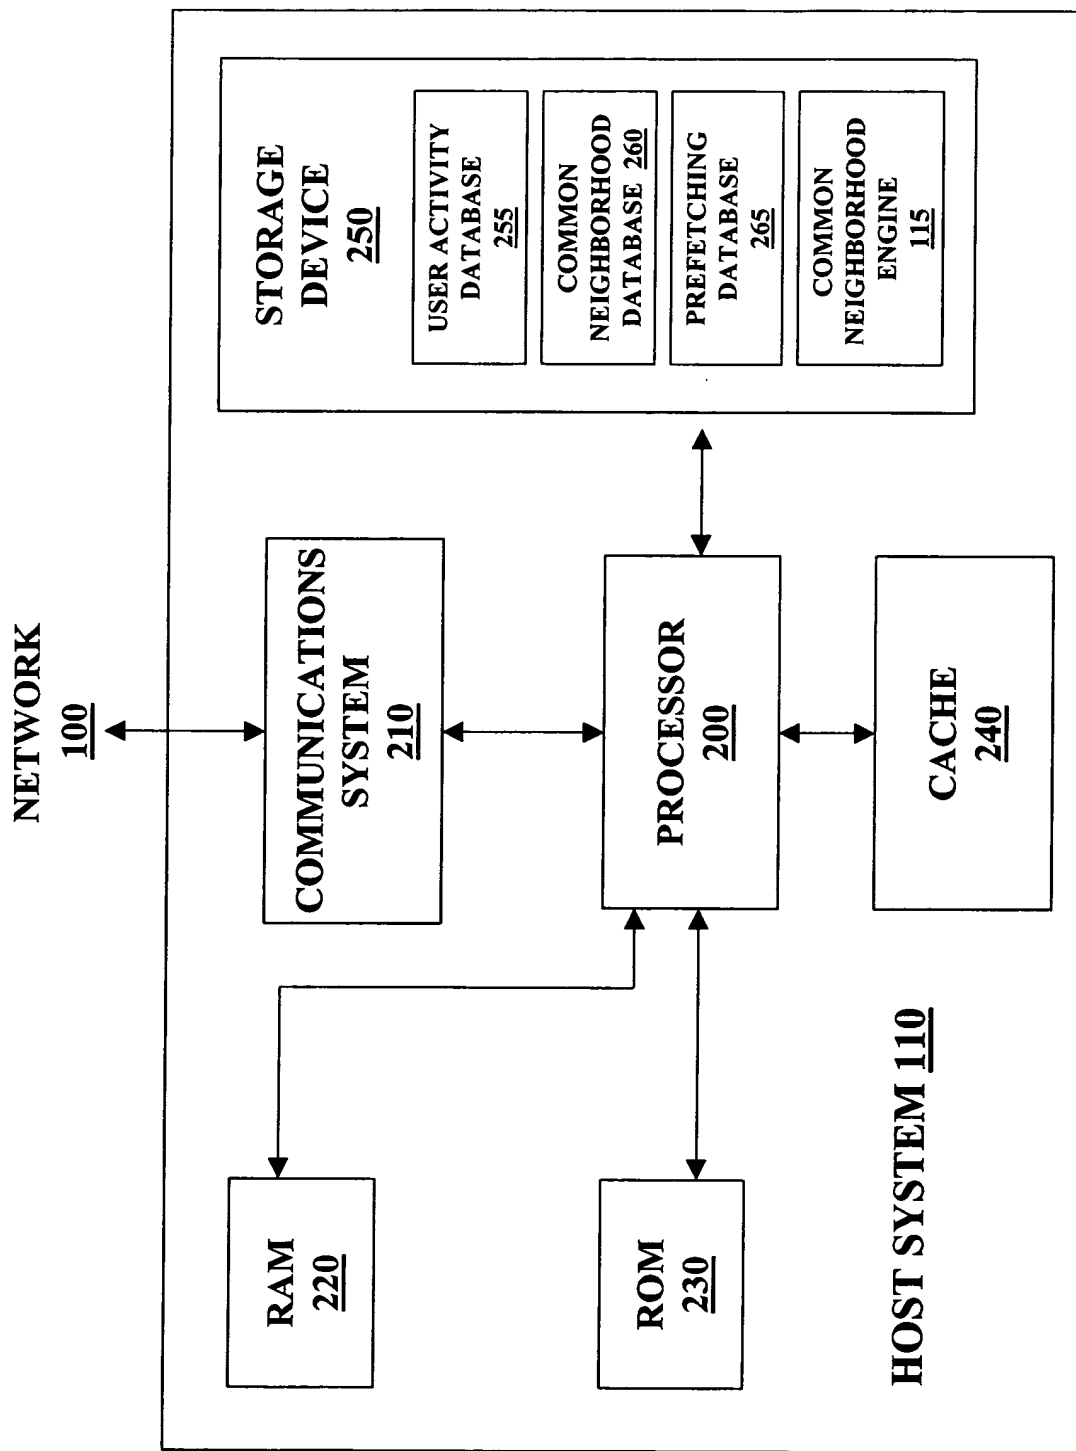 NETWORK
100
RAM
220
COMMUNICATIONS
SYSTEM
210
STORAGE
DEVICE
250
USER ACTIVITY
DATABASE
255
COMMON
NEIGHBORHOOD
DATABASE 260
PREFETCHING
DATABASE
265
COMMON
NEIGHBORHOOD
ENGINE
115
ROM
230
PROCESSOR
200
CACHE
240
HOST SYSTEM 110